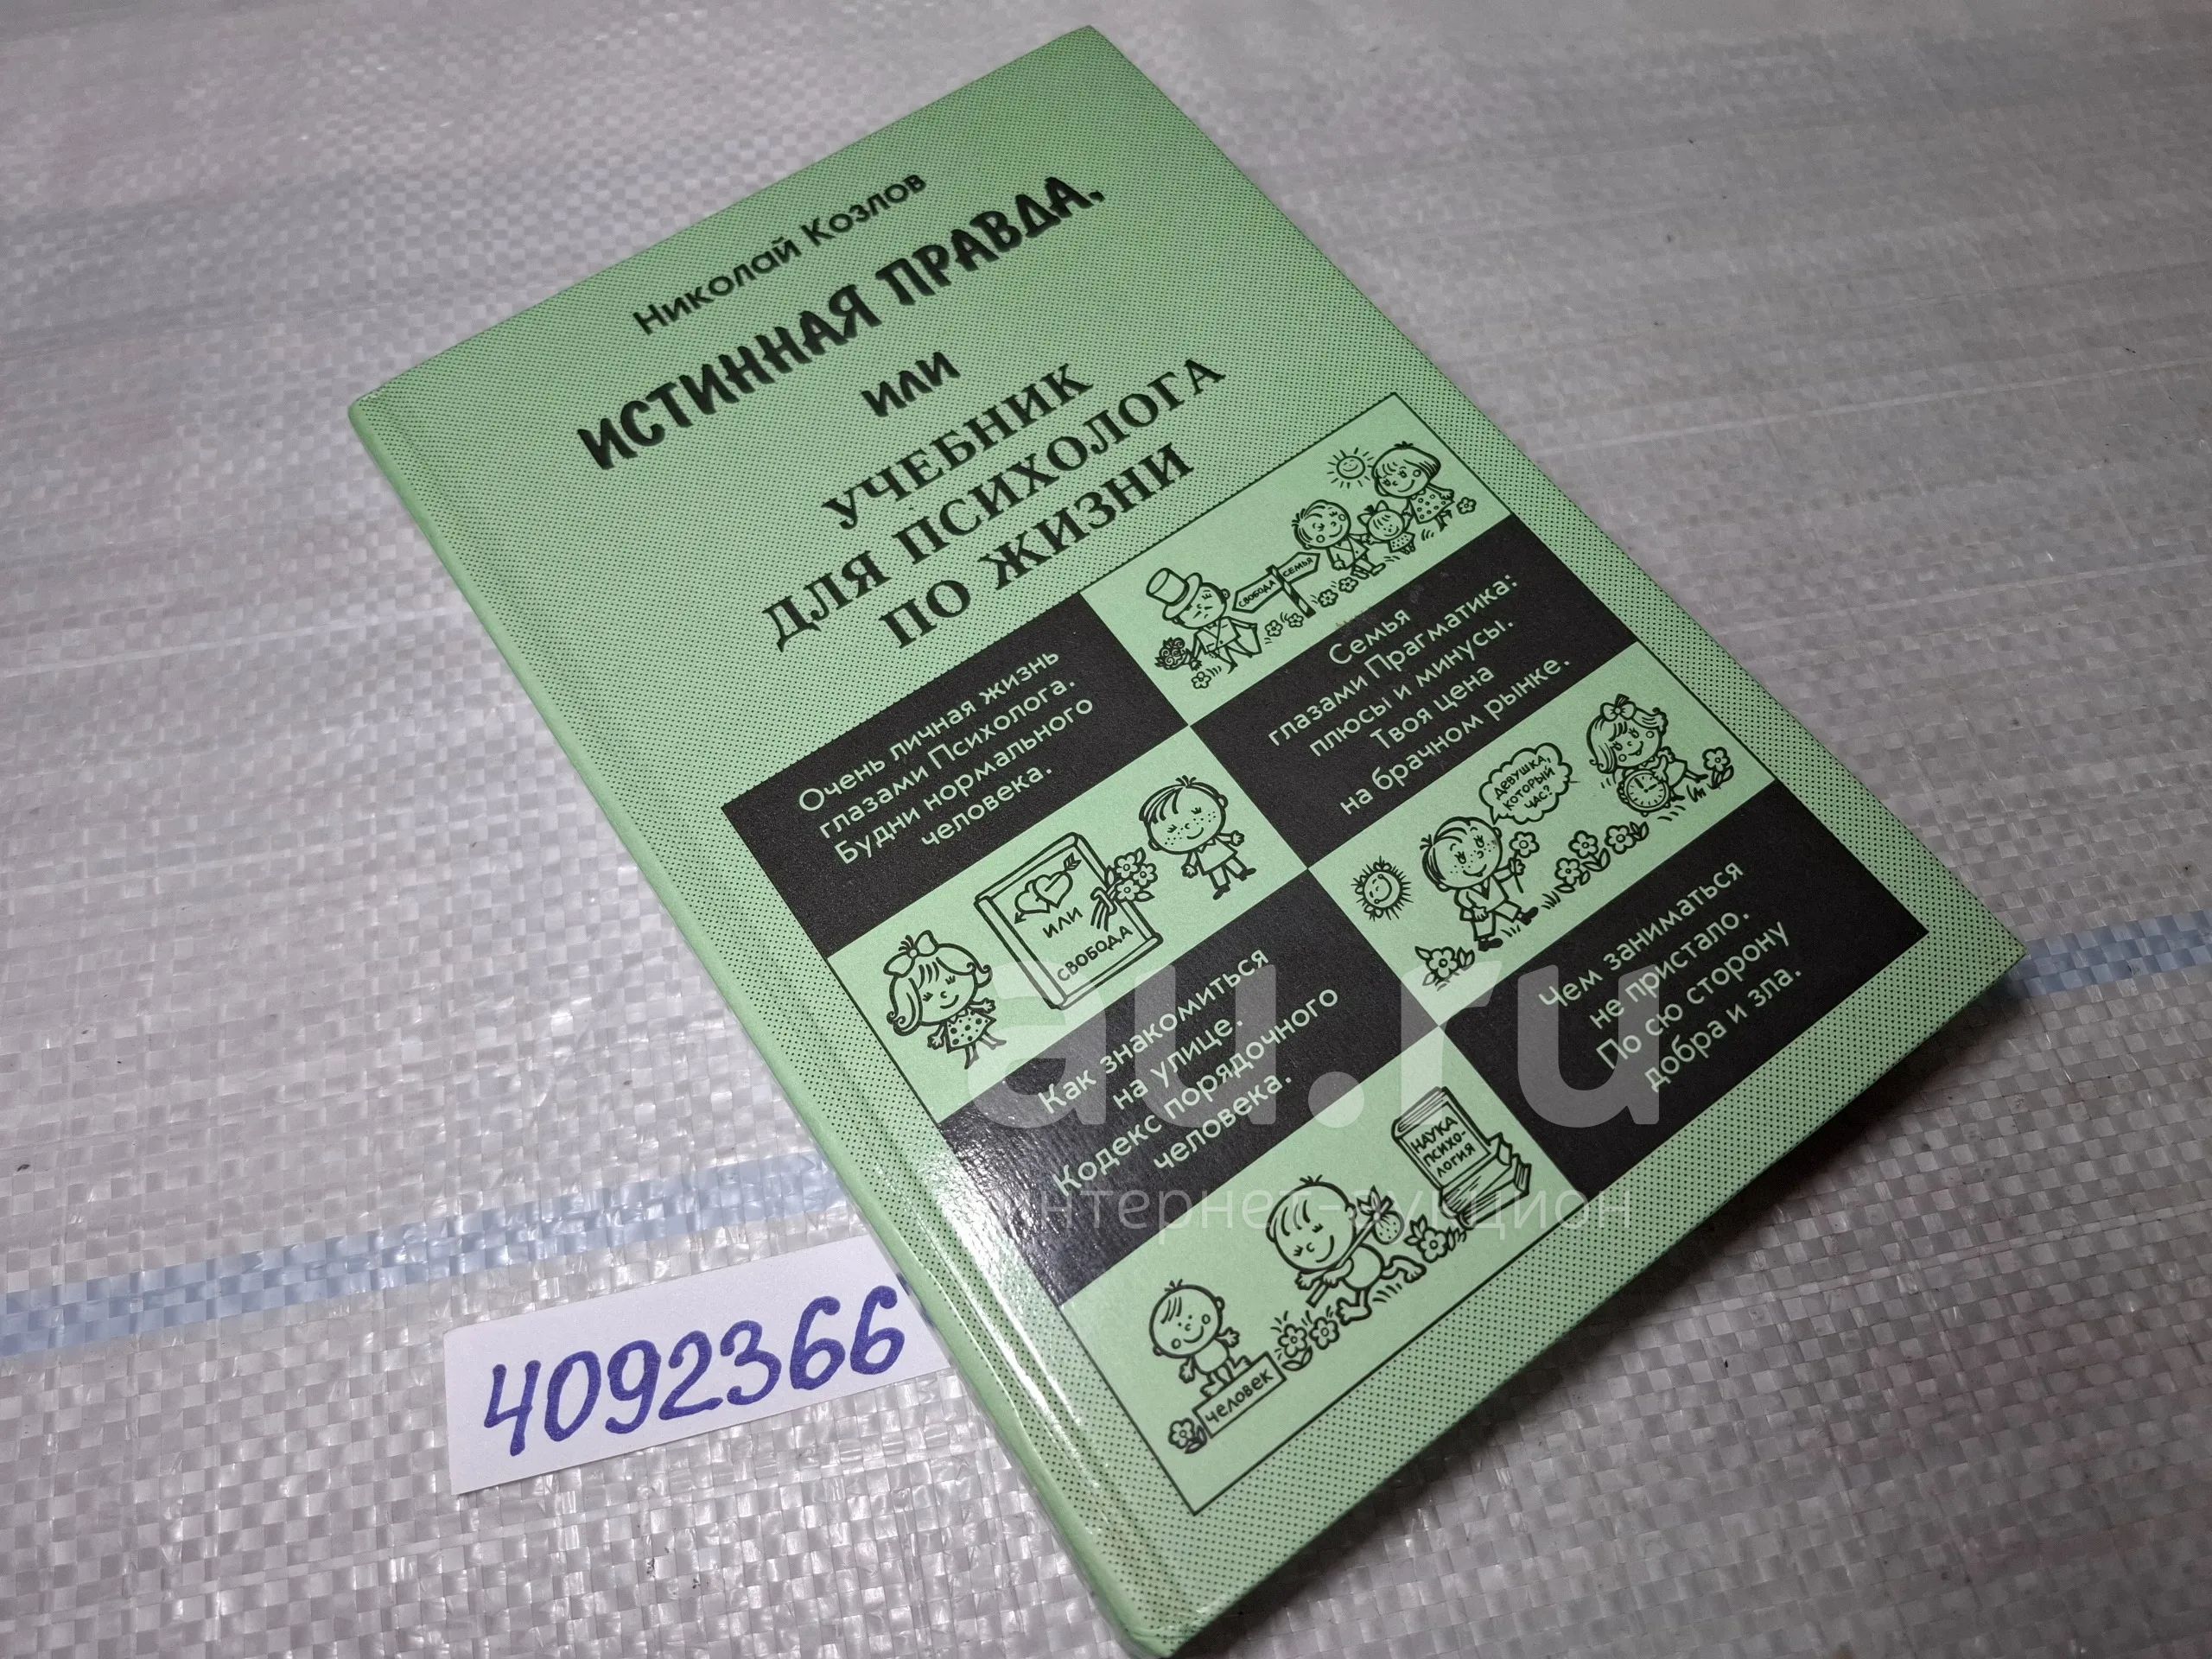 Николай Козлов
ИСТИННАЯ ПРАВДА,
ИЛИ
УЧЕБНИК
ДЛЯ ПСИХОЛОГА
ПО ЖИЗНИ
СВОБОДА
СЕМЬЯ
Очень личная жизнь
глазами Психолога.
Будни нормального
человека.
Семья
глазами Прагматика:
плюсы и минусы.
Твоя цена
на брачном рынке.
ИЛИ
СВОБОДА
ДЕВУШКА,
КОТОРЫЙ
ЧАС?
Как знакомиться
на улице.
Кодекс порядочного
человека.
Чем заниматься
не пристало.
По сю сторону
добра и зла.
НАУКА
ПСИХО-
ЛОГИЯ
ЧЕЛОВЕК
au.ru
интернет-аукцион
4092366